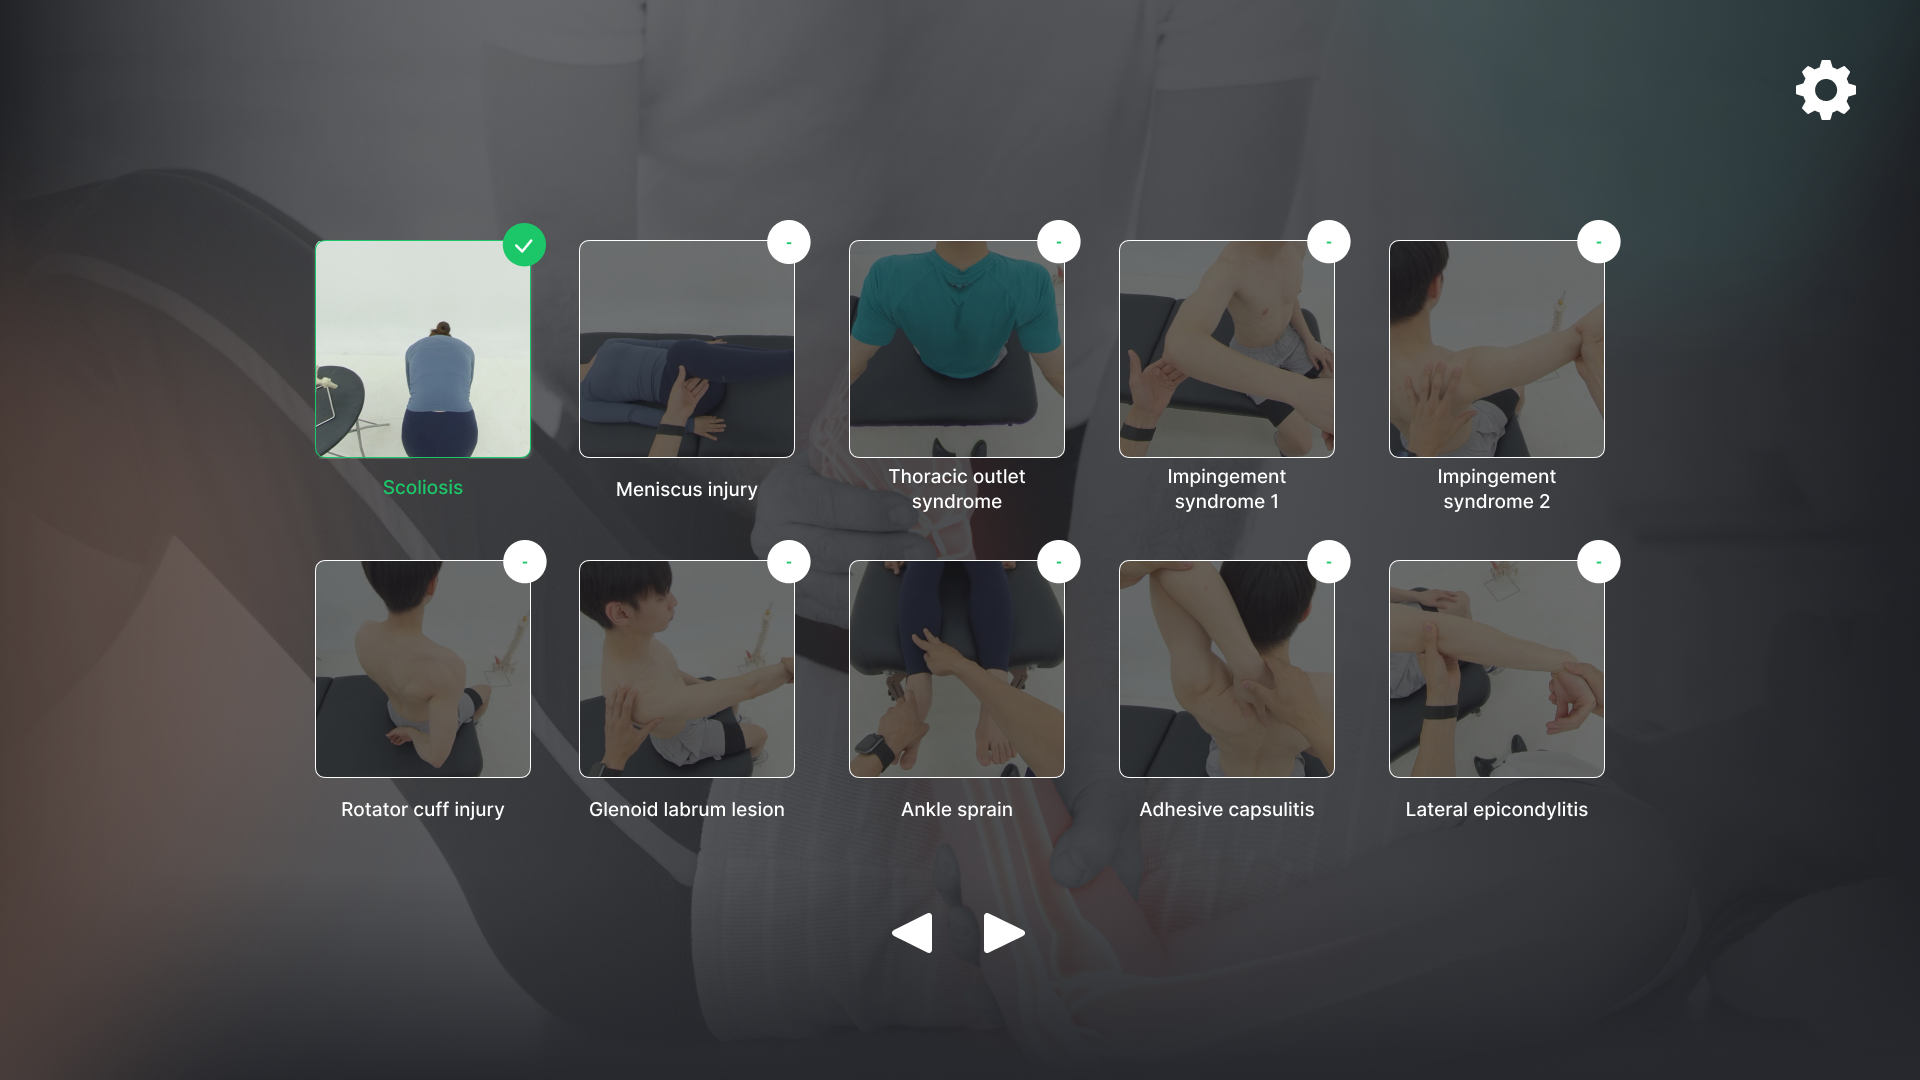 -
-
-
-
Scoliosis
Meniscus injury
Thoracic outlet
syndrome
Impingement
syndrome 1
Impingement
syndrome 2
-
-
-
-
-
Rotator cuff injury
Glenoid labrum lesion
Ankle sprain
Adhesive capsulitis
Lateral epicondylitis